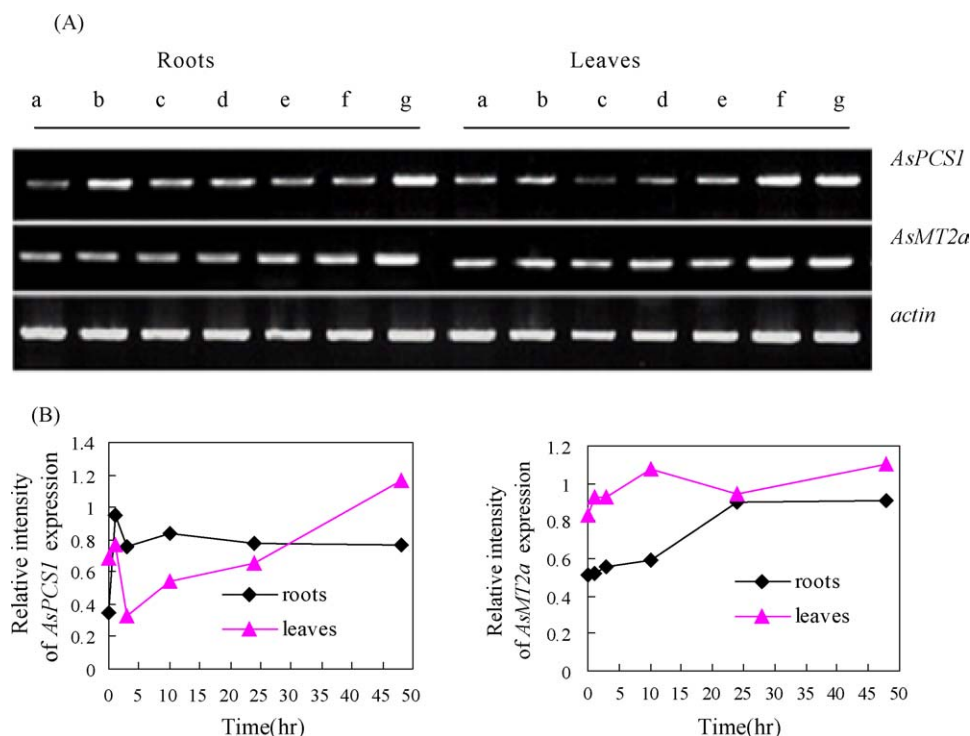 (A)
Roots Leaves
a b c d e f g a b c d e f g
AsPCS1
AsMT2a
actin
(B)
Relative intensity
of AsPCS1 expression
1.4
1.2
1
0.8
0.6
0.4
0.2
0
roots
leaves
0 5 10 15 20 25 30 35 40 45 50
Time(hr)
Relative intensity
of AsMT2a expression
1.2
1
0.8
0.6
0.4
0.2
0
roots
leaves
0 5 10 15 20 25 30 35 40 45 50
Time(hr)